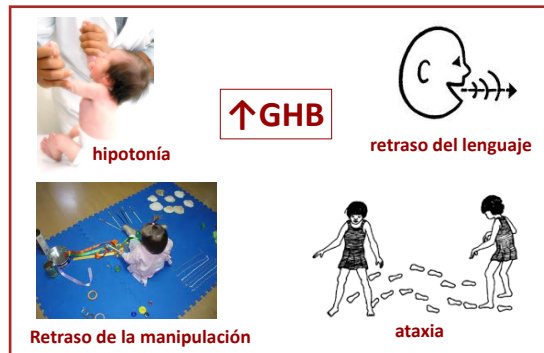 ↑GHB
hipotonía
retraso del lenguaje
Retraso de la manipulación
ataxia